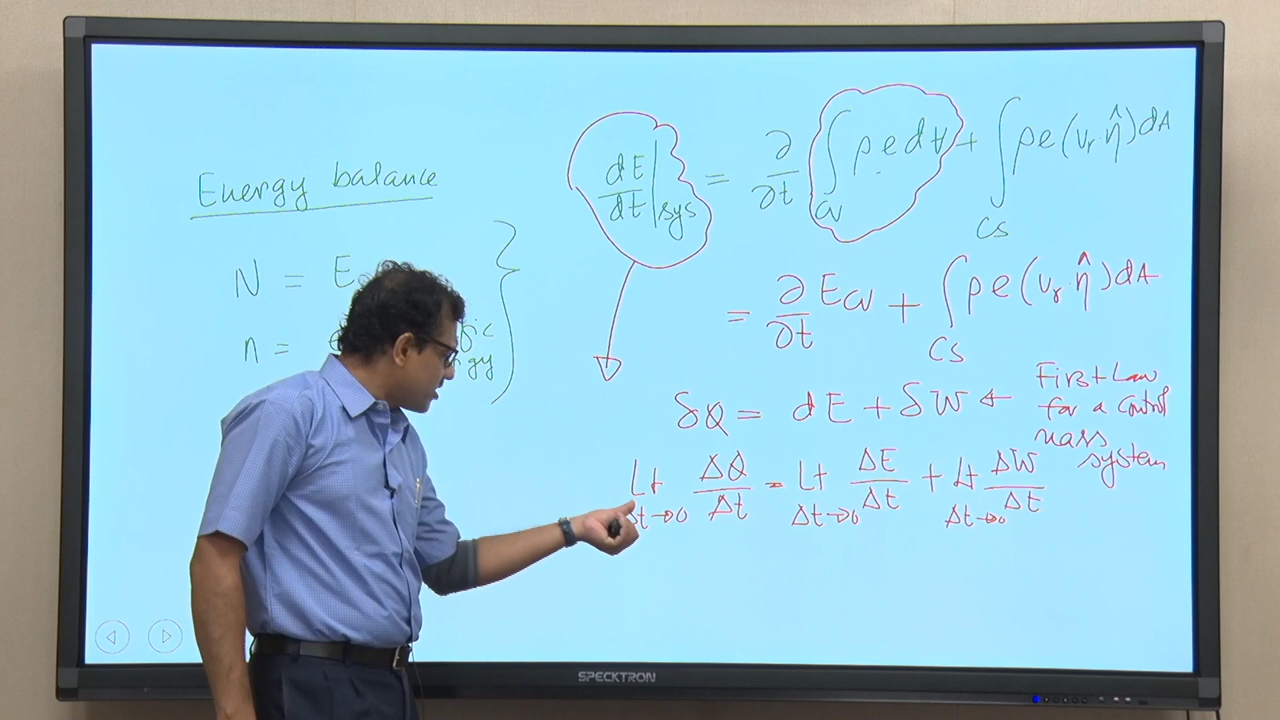 Energy balance
N = E
n =
dE/dt|sys = ∂/∂t ∫CV ρ e d∀ + ∫CS ρ e (vr. η̂) dA
= ∂/∂t ECV + ∫CS ρ e (vr. η̂) dA
δQ = dE + δW ← First Law
for a control
mass
system
Lt Δt→0 ΔQ/Δt = Lt Δt→0 ΔE/Δt + Lt Δt→0 ΔW/Δt
SPECKTRON